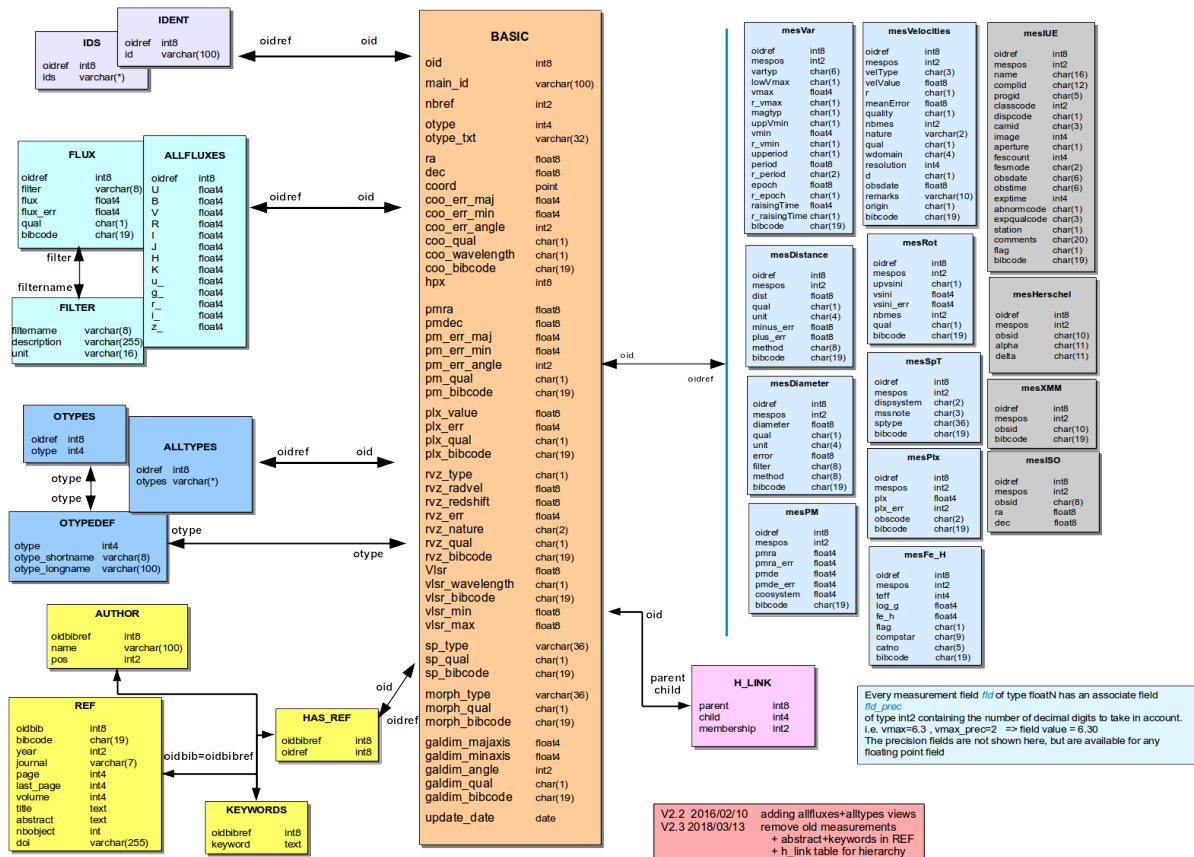 IDENT
oidref int8
id varchar(100)
IDS
oidref int8
ids varchar(*)
oidref oid
FLUX
oidref int8
filter varchar(8)
flux float4
flux_err float4
qual char(1)
bibcode char(19)
ALLFLUXES
oidref int8
U float4
B float4
V float4
R float4
I float4
J float4
H float4
K float4
u_ float4
g_ float4
r_ float4
i_ float4
z_ float4
oidref oid
filter
filtername
FILTER
filtername varchar(8)
description varchar(255)
unit varchar(16)
OTYPES
oidref int8
otype int4
ALLTYPES
oidref int8
otypes varchar(*)
oidref oid
otype
otype
OTYPEDEF
otype int4
otype_shortname varchar(8)
otype_longname varchar(100)
otype
otype
AUTHOR
oidbibref int8
name varchar(100)
pos int2
REF
oidbib int8
bibcode char(19)
year int2
journal varchar(7)
page int4
last_page int4
volume int4
title text
abstract text
nbobject int
doi varchar(255)
oidbib=oidbibref
HAS_REF
oidbibref int8
oidref int8
oid
oidref
KEYWORDS
oidbibref int8
keyword text
BASIC
oid int8
main_id varchar(100)
nbref int2
otype int4
otype_txt varchar(32)
ra float8
dec float8
coord point
coo_err_maj float4
coo_err_min float4
coo_err_angle int2
coo_qual char(1)
coo_wavelength char(1)
coo_bibcode char(19)
hpx int8
pmra float8
pmdec float8
pm_err_maj float4
pm_err_min float4
pm_err_angle int2
pm_qual char(1)
pm_bibcode char(19)
plx_value float8
plx_err float4
plx_qual char(1)
plx_bibcode char(19)
rvz_type char(1)
rvz_radvel float8
rvz_redshift float8
rvz_err float4
rvz_nature char(2)
rvz_qual char(1)
rvz_bibcode char(19)
Vlsr float8
vlsr_wavelength char(1)
vlsr_bibcode char(19)
vlsr_min float8
vlsr_max float8
sp_type varchar(36)
sp_qual char(1)
sp_bibcode char(19)
morph_type varchar(36)
morph_qual char(1)
morph_bibcode char(19)
galdim_majaxis float4
galdim_minaxis float4
galdim_angle int2
galdim_qual char(1)
galdim_bibcode char(19)
update_date date
oid
oidref
mesVar
oidref int8
mespos int2
vartyp char(6)
lowVmax char(1)
vmax float4
r_vmax char(1)
magtyp char(1)
uppVmin char(1)
vmin float4
r_vmin char(1)
upperiod char(1)
period float8
r_period char(2)
epoch float8
r_epoch char(1)
raisingTime float4
r_raisingTime char(1)
bibcode char(19)
mesDistance
oidref int8
mespos int2
dist float8
qual char(1)
unit char(4)
minus_err float8
plus_err float8
method char(8)
bibcode char(19)
mesDiameter
oidref int8
mespos int2
diameter float8
qual char(1)
unit char(4)
error float8
filter char(8)
method char(8)
bibcode char(19)
mesPM
oidref int8
mespos int2
pmra float4
pmra_err float4
pmde float4
pmde_err float4
coosystem float4
bibcode char(19)
mesVelocities
oidref int8
mespos int2
velType char(3)
velValue float8
r char(1)
meanError float8
quality char(1)
nbmes int2
nature varchar(2)
qual char(1)
wdomain char(4)
resolution int4
d char(1)
obsdate float8
remarks varchar(10)
origin char(1)
bibcode char(19)
mesRot
oidref int8
mespos int2
upvsini char(1)
vsini float4
vsini_err float4
nbmes int2
qual char(1)
bibcode char(19)
mesSpT
oidref int8
mespos int2
dispsystem char(2)
mssnote char(3)
sptype char(36)
bibcode char(19)
mesPlx
oidref int8
mespos int2
plx float4
plx_err int2
obscode char(2)
bibcode char(19)
mesFe_H
oidref int8
mespos int2
teff int4
log_g float4
fe_h float4
flag char(1)
compstar char(9)
catno char(5)
bibcode char(19)
mesIUE
oidref int8
mespos int2
name char(16)
complid char(12)
progid char(5)
classcode int2
dispcode char(1)
camid char(3)
image int4
aperture char(1)
fescount int4
fesmode char(2)
obsdate char(6)
obstime char(6)
exptime int4
abnormcode char(1)
expqualcode char(3)
station char(1)
comments char(20)
flag char(1)
bibcode char(19)
mesHerschel
oidref int8
mespos int2
obsid char(10)
alpha char(11)
delta char(11)
mesXMM
oidref int8
mespos int2
obsid char(10)
bibcode char(19)
mesISO
oidref int8
mespos int2
obsid char(8)
ra float8
dec float8
oid
parent
child
H_LINK
parent int8
child int4
membership int2
Every measurement field fld of type floatN has an associate field
fld_prec
of type int2 containing the number of decimal digits to take in account.
i.e. vmax=6.3 , vmax_prec=2 => field value = 6.30
The precision fields are not shown here, but are available for any
floating point field
V2.2 2016/02/10 adding allfluxes+alltypes views
V2.3 2018/03/13 remove old measurements
+ abstract+keywords in REF
+ h_link table for hierarchy